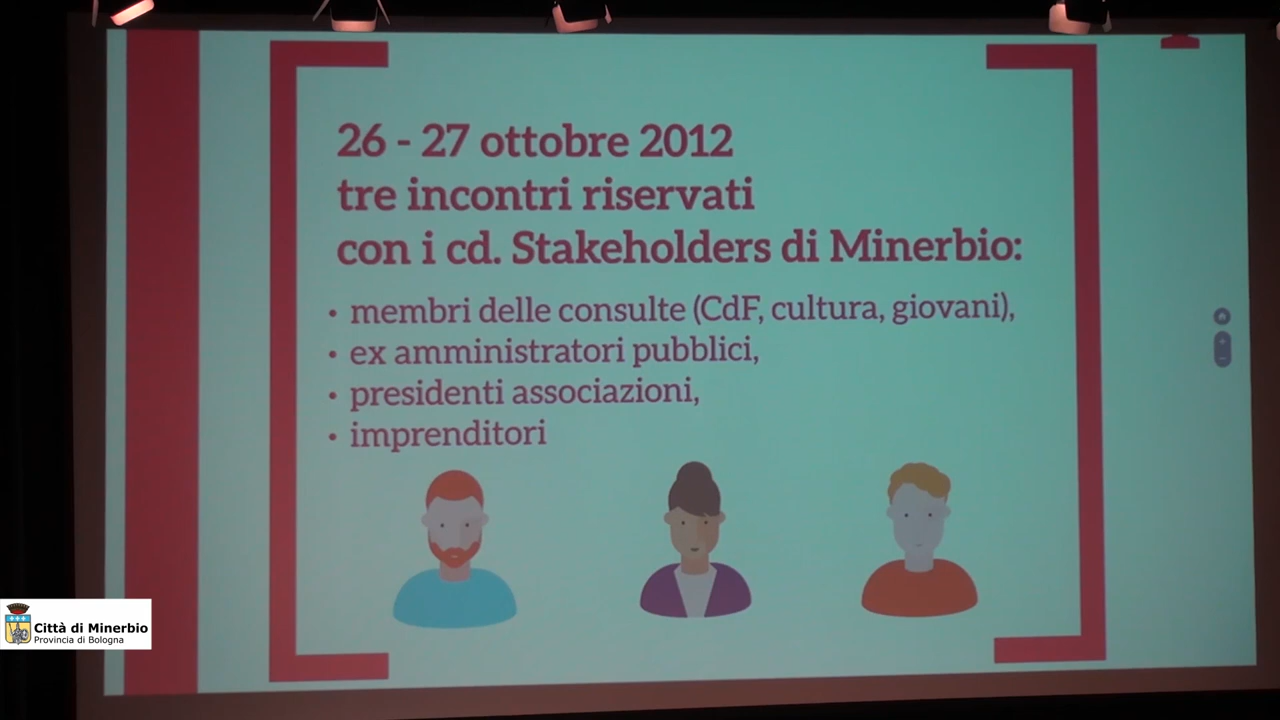 26 - 27 ottobre 2012
tre incontri riservati
con i cd. Stakeholders di Minerbio:
• membri delle consulte (CdF, cultura, giovani),
• ex amministratori pubblici,
• presidenti associazioni,
• imprenditori
Città di Minerbio
Provincia di Bologna